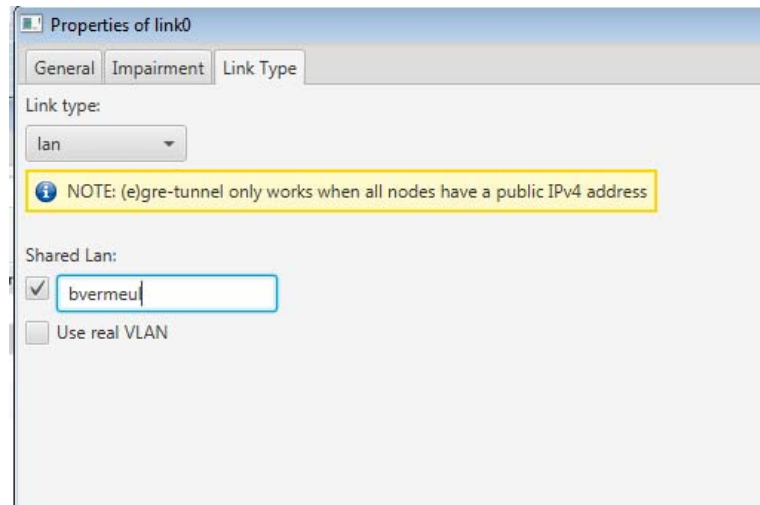 Properties of link0
General Impairment Link Type
Link type:
lan
NOTE: (e)gre-tunnel only works when all nodes have a public IPv4 address
Shared Lan:
bvermeul
Use real VLAN